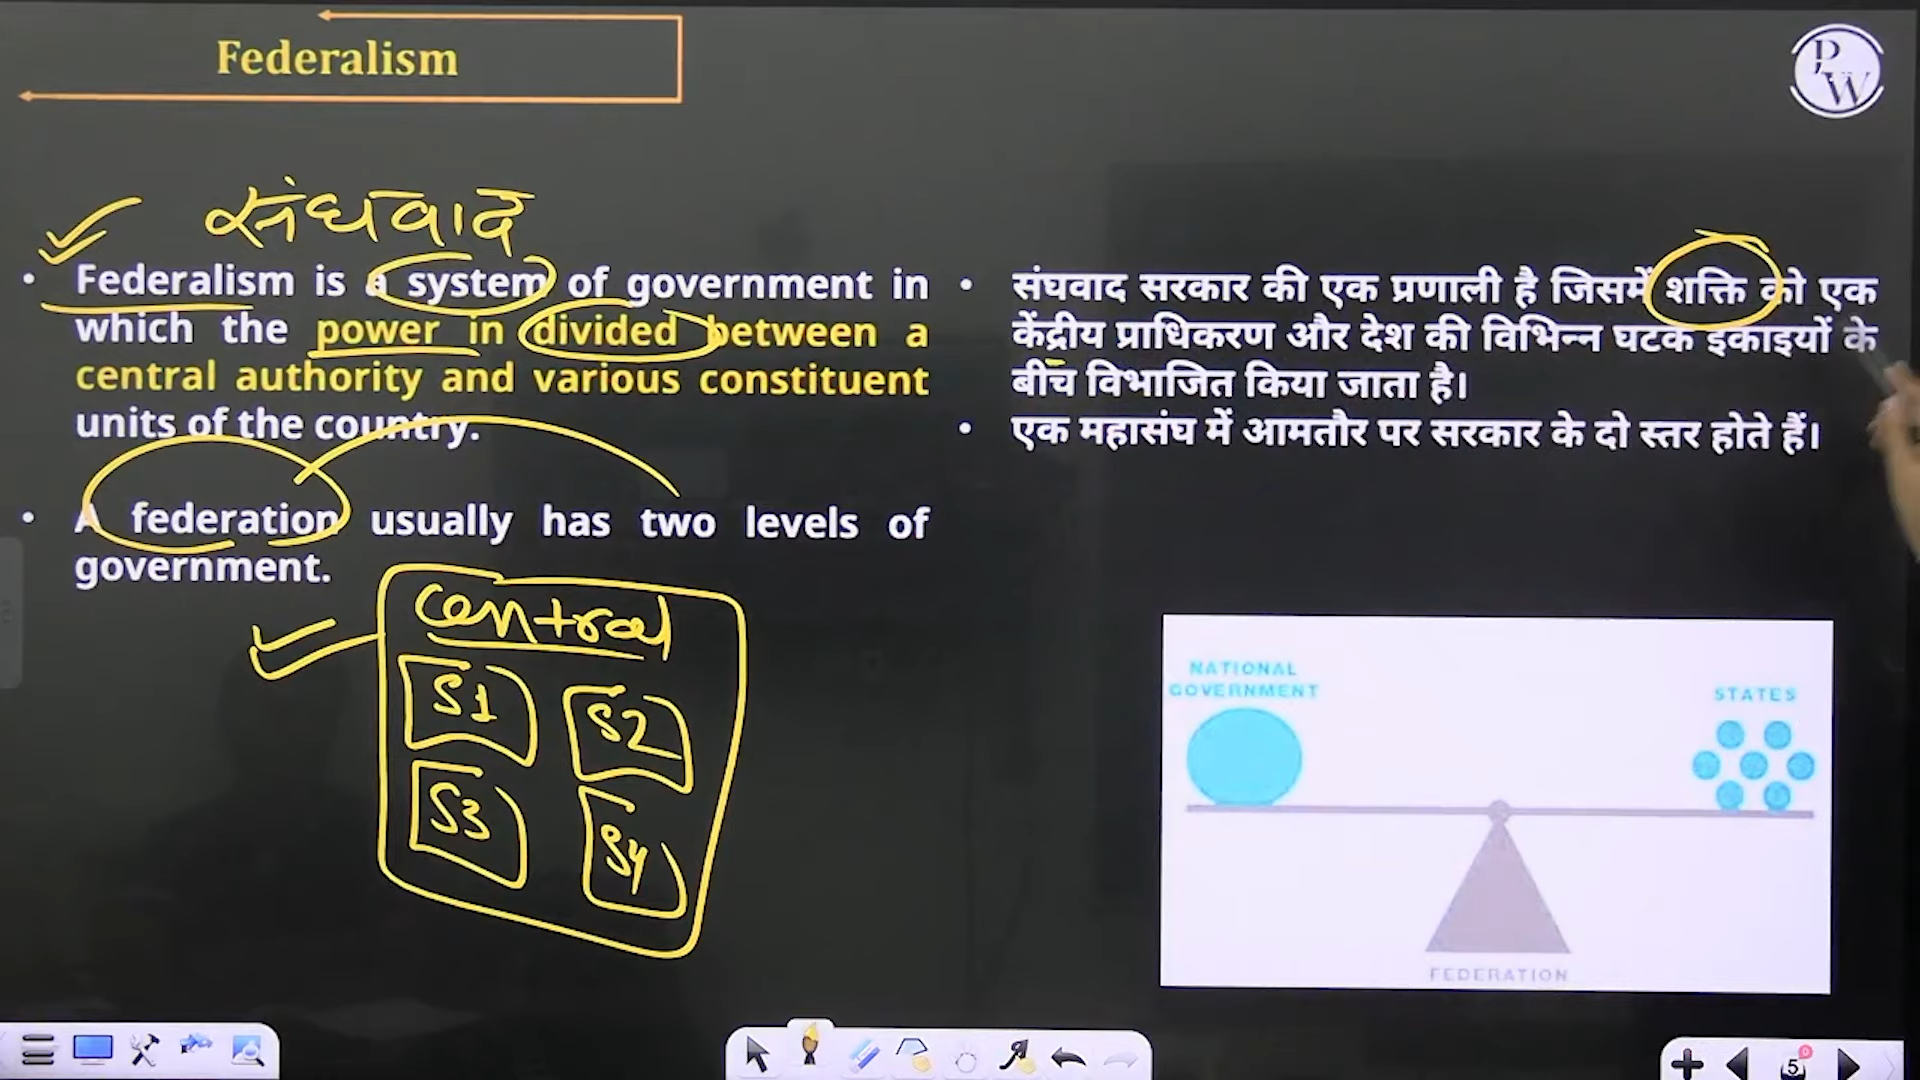 Federalism
PW
संघवाद
• Federalism is a system of government in
which the power in divided between a
central authority and various constituent
units of the country.
• A federation usually has two levels of
government.
central
S1
S2
S3
S4
• संघवाद सरकार की एक प्रणाली है जिसमें शक्ति को एक
केंद्रीय प्राधिकरण और देश की विभिन्न घटक इकाइयों के
बीच विभाजित किया जाता है।
• एक महासंघ में आमतौर पर सरकार के दो स्तर होते हैं।
NATIONAL
GOVERNMENT
STATES
FEDERATION
5
0